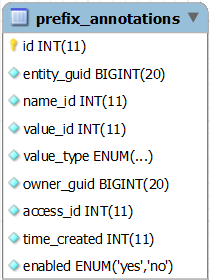 prefix_annotations
id INT(11)
entity_guid BIGINT(20)
name_id INT(11)
value_id INT(11)
value_type ENUM(...)
owner_guid BIGINT(20)
access_id INT(11)
time_created INT(11)
enabled ENUM('yes','no')